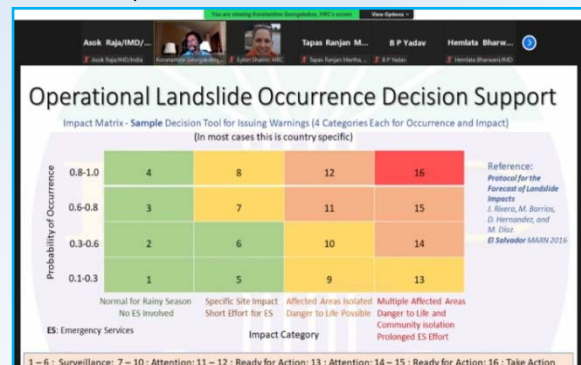 You are viewing Konstantine Georgakakos, HRC's screen View Options
Asok Raja/IMD/...
Tapas Ranjan M...
B P Yadav
Hemlata Bharw...
Asok Raja/IMD/India
Eylon Shamir, HRC
B P Yadav
Hemlata Bharwani/IMD
Operational Landslide Occurrence Decision Support
Impact Matrix - Sample Decision Tool for Issuing Warnings (4 Categories Each for Occurrence and Impact)
(In most cases this is country specific)
Probability of Occurrence
0.8-1.0 4 8 12 16
0.6-0.8 3 7 11 15
0.3-0.6 2 6 10 14
0.1-0.3 1 5 9 13
Normal for Rainy Season
No ES Involved
Specific Site Impact
Short Effort for ES
Affected Areas Isolated
Danger to Life Possible
Multiple Affected Areas
Danger to Life and
Community isolation
Prolonged ES Effort
ES: Emergency Services
Impact Category
Reference:
Protocol for the
Forecast of Landslide
Impacts
J. Rivera, M. Barrios,
D. Hernandez, and
M. Diaz.
El Salvador MARN 2016
1 – 6 : Surveillance; 7 – 10 : Attention; 11 – 12 : Ready for Action; 13 : Attention; 14 – 15 : Ready for Action; 16 : Take Action